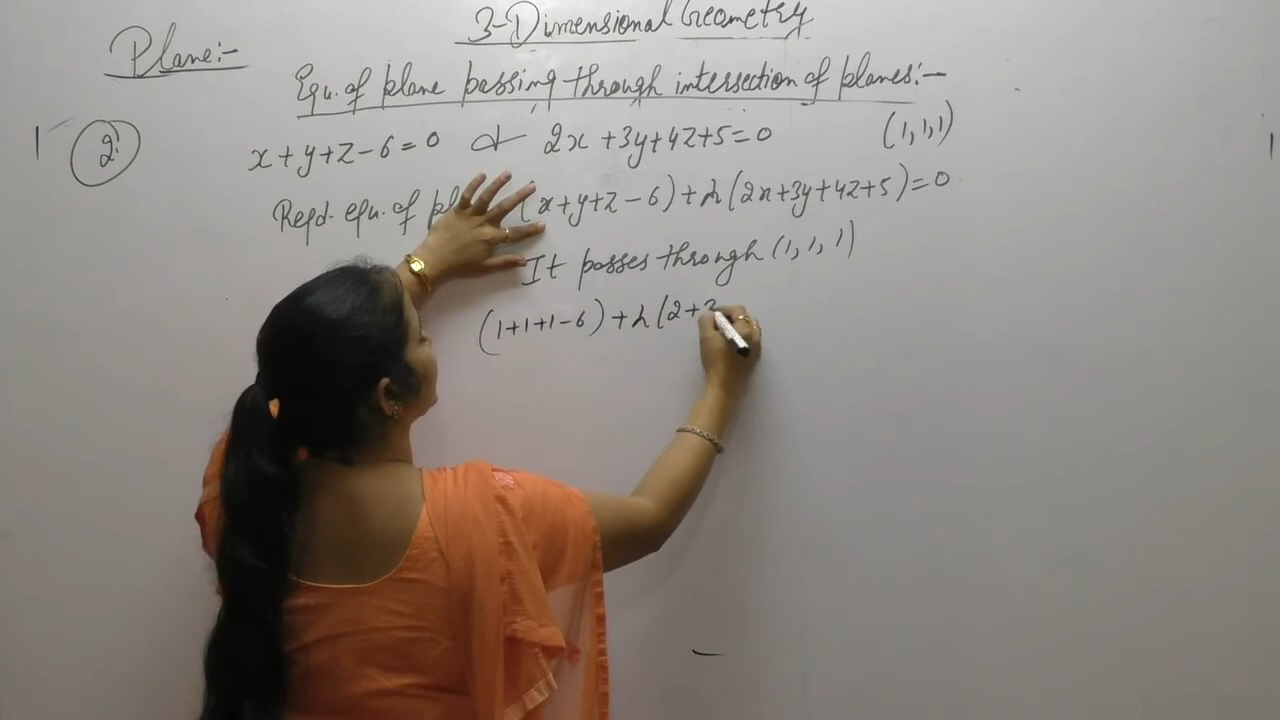 3-Dimensional Geometry
Plane:-
Equ. of plane passing through intersection of planes:-
2. x+y+z-6=0 & 2x+3y+4z+5=0 (1,1,1)
Reqd. equ. of pl (x+y+z-6)+λ(2x+3y+4z+5)=0
It passes through (1, 1, 1)
(1+1+1-6)+λ(2+3